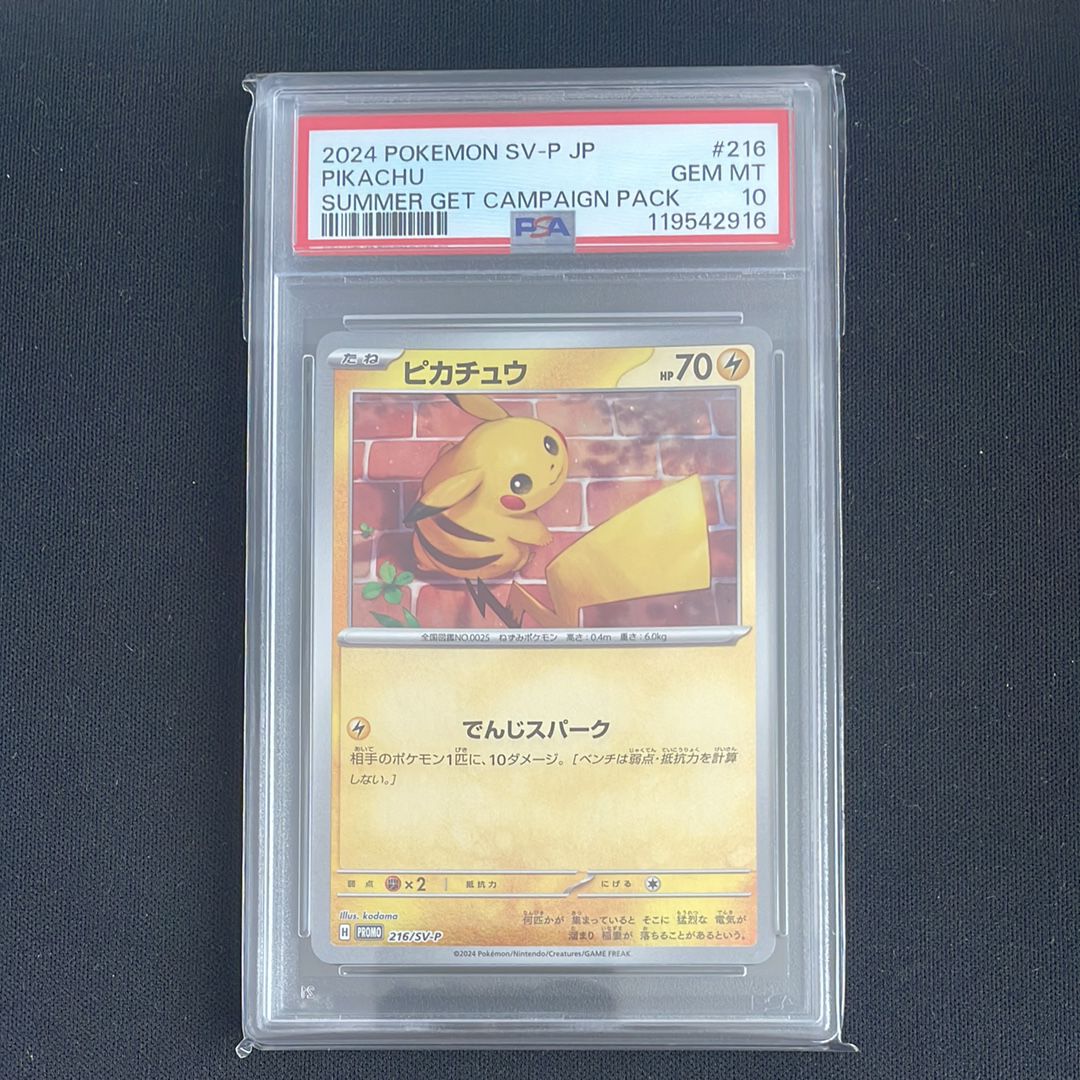 2024 POKEMON SV-P JP #216
PIKACHU GEM MT
SUMMER GET CAMPAIGN PACK 10
PSA 119542916
たね ピカチュウ HP70
全国図鑑NO.0025 ねずみポケモン 高さ:0.4m 重さ:6.0kg
でんじスパーク
相手のポケモン1匹に、10ダメージ。[ベンチは弱点・抵抗力を計算
しない。]
弱点 ×2 抵抗力 にげる
Illus. kodama
何匹かが 集まっていると そこに 猛烈な 電気が
H PROMO 216/SV-P
溜まり 稲妻が 落ちることがあるという。
©2024 Pokémon/Nintendo/Creatures/GAME FREAK